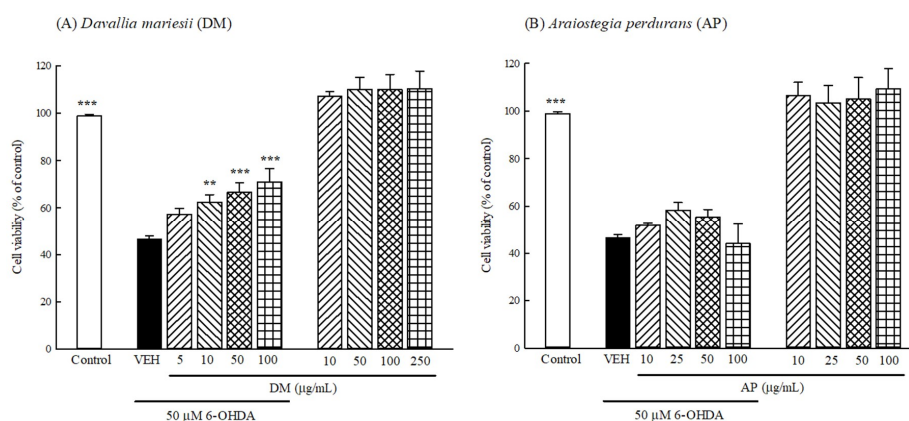 (A) Davallia mariesii (DM)
Cell viability (% of control)
120
100
80
60
40
20
0
***
**
***
***
Control
VEH
5
10
50
100
10
50
100
250
DM (µg/mL)
50 µM 6-OHDA
(B) Araiostegia perdurans (AP)
Cell viability (% of control)
120
100
80
60
40
20
0
***
Control
VEH
10
25
50
100
10
25
50
100
AP (µg/mL)
50 µM 6-OHDA